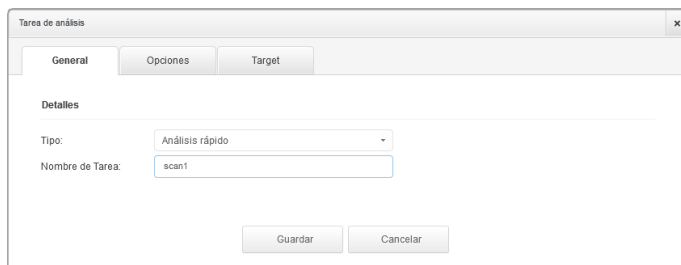 Tarea de análisis
General Opciones Target
Detalles
Tipo: Análisis rápido
Nombre de Tarea: scan1
Guardar Cancelar